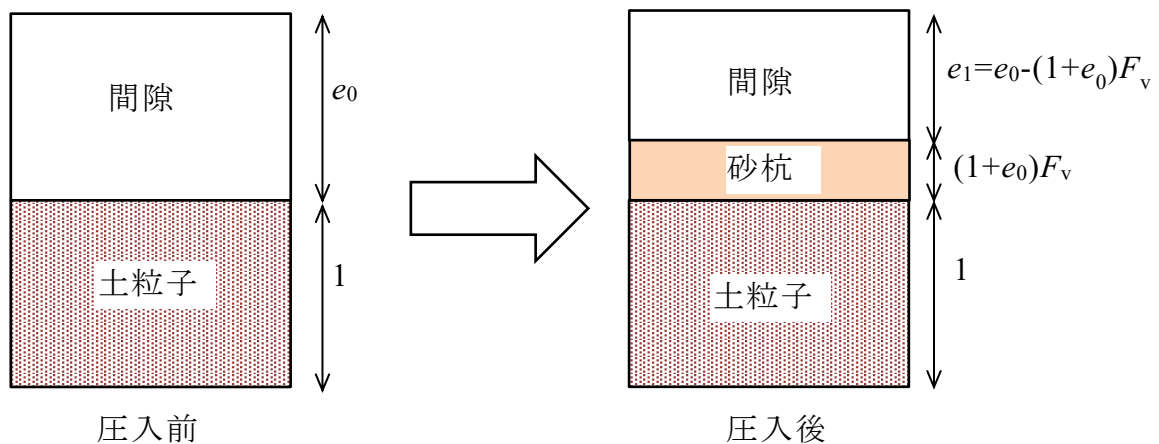 間隙
e₀
土粒子
1
圧入前
間隙
e₁=e₀-(1+e₀)Fᵥ
砂杭
(1+e₀)Fᵥ
土粒子
1
圧入後